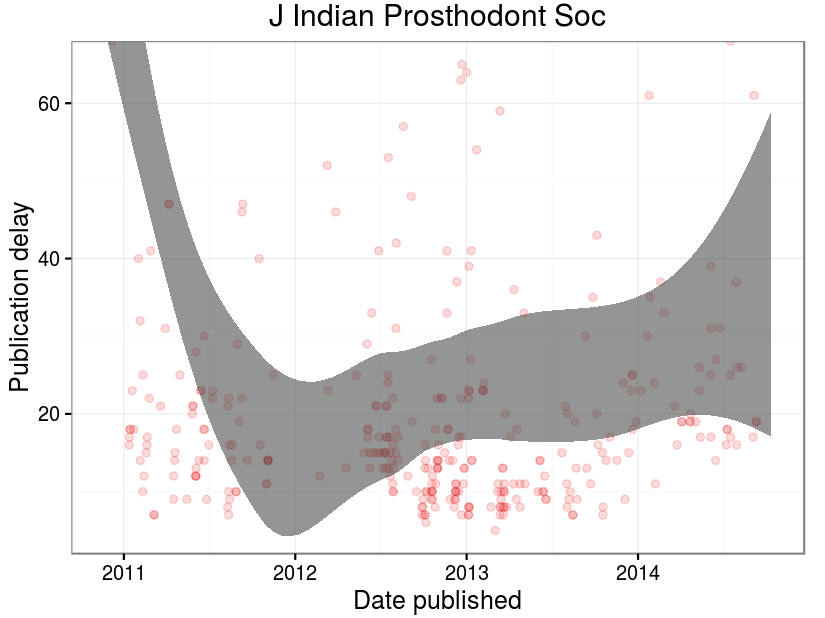 J Indian Prosthodont Soc
Publication delay
60
40
20
2011 2012 2013 2014
Date published